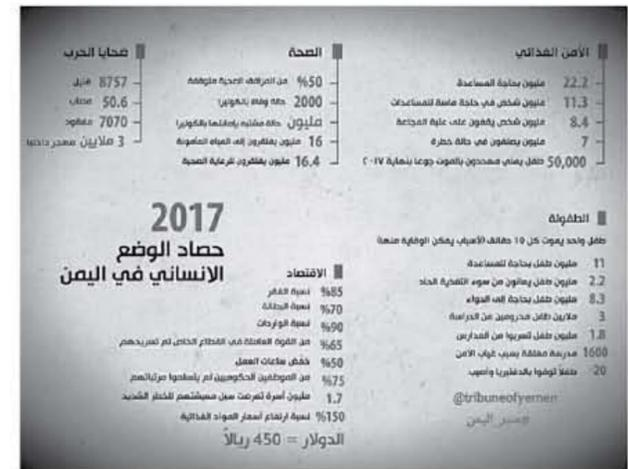 الأمن الغذائي
22.2 مليون بحاجة المساعدة
11.3 مليون شخص في حاجة ماسة للمساعدات
8.4 مليون شخص يقفون على عتبة المجاعة
7 مليون يصنفون في حالة خطرة
50,000 طفل يمني مهددون بالموت جوعا بنهاية ٢٠١٧
الصحة
%50 من المرافق الصحية متوقفة
2000 حالة وفاة بالكوليرا
مليون حالة مشتبه بإصابتها بالكوليرا
16 مليون يفتقرون إلى المياه المأمونة
16.4 مليون يفتقرون للرعاية الصحية
ضحايا الحرب
8757 قتيل
50.6 مصاب
7070 مفقود
3 ملايين مهجر داخليا
2017
حصاد الوضع
الانساني في اليمن
الطفولة
طفل واحد يموت كل 10 دقائق (لأسباب يمكن الوقاية منها)
11 مليون طفل بحاجة للمساعدة
2.2 مليون طفل يعانون من سوء التغذية الحاد
8.3 مليون طفل بحاجة إلى الدواء
3 ملايين طفل محرومين من الدراسة
1.8 مليون طفل تسربوا من المدارس
1600 مدرسة مغلقة بسبب غياب الأمن
20 طفلاً توفوا بالدفتيريا وأصيب
@tribuneofyemen
منبر اليمن
الاقتصاد
%85 نسبة الفقر
%70 نسبة البطالة
%90 نسبة الواردات
%65 من القوة العاملة في القطاع الخاص تم تسريحهم
%50 خفض ساعات العمل
%75 من الموظفين الحكوميين لم يتسلموا مرتباتهم
1.7 مليون أسرة تعرضت سبل معيشتهم للخطر الشديد
%150 نسبة ارتفاع أسعار المواد الغذائية
الدولار = 450 ريالاً